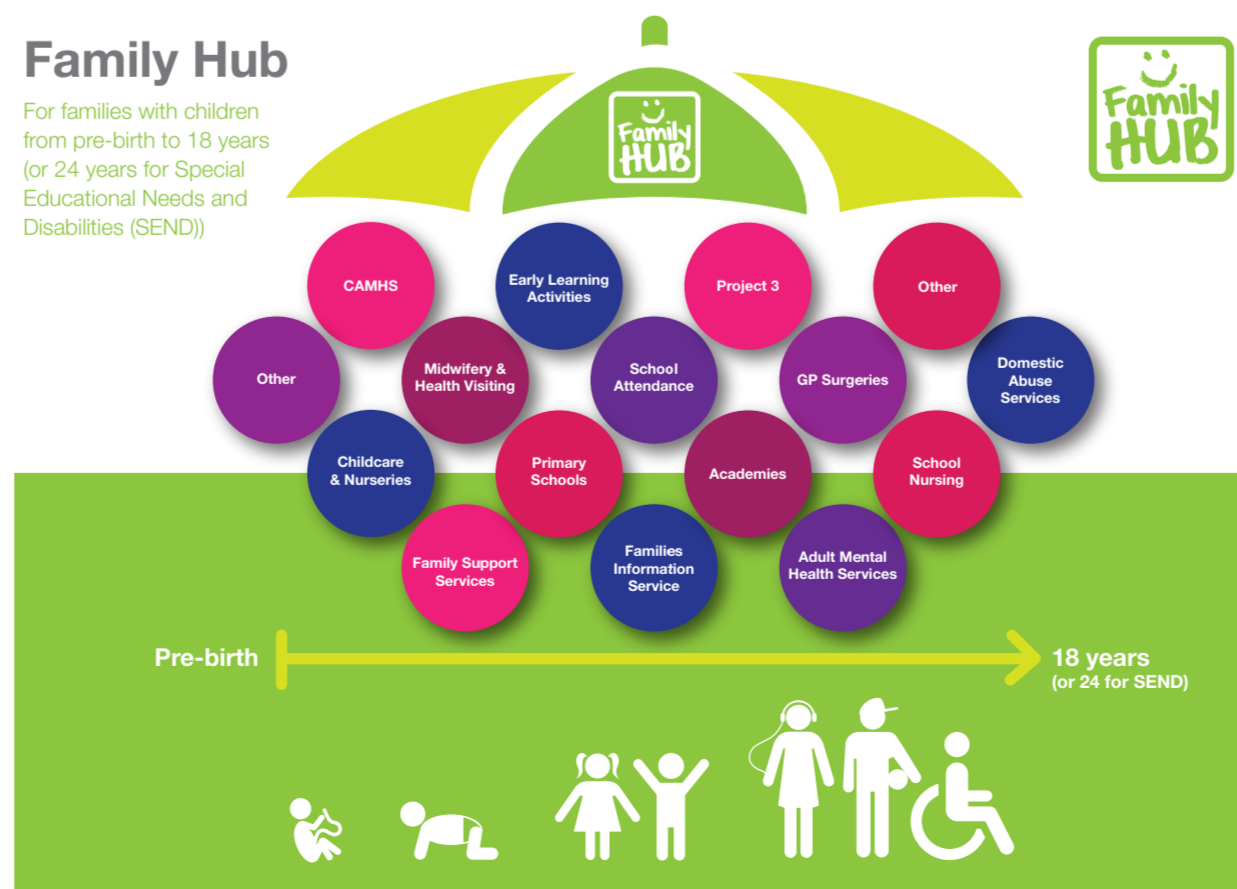 Family Hub
For families with children
from pre-birth to 18 years
(or 24 years for Special
Educational Needs and
Disabilities (SEND))
Family
HUB
Family
HUB
CAMHS
Early Learning
Activities
Project 3
Other
Other
Midwifery &
Health Visiting
School
Attendance
GP Surgeries
Domestic
Abuse
Services
Childcare
& Nurseries
Primary
Schools
Academies
School
Nursing
Family Support
Services
Families
Information
Service
Adult Mental
Health Services
Pre-birth
18 years
(or 24 for SEND)